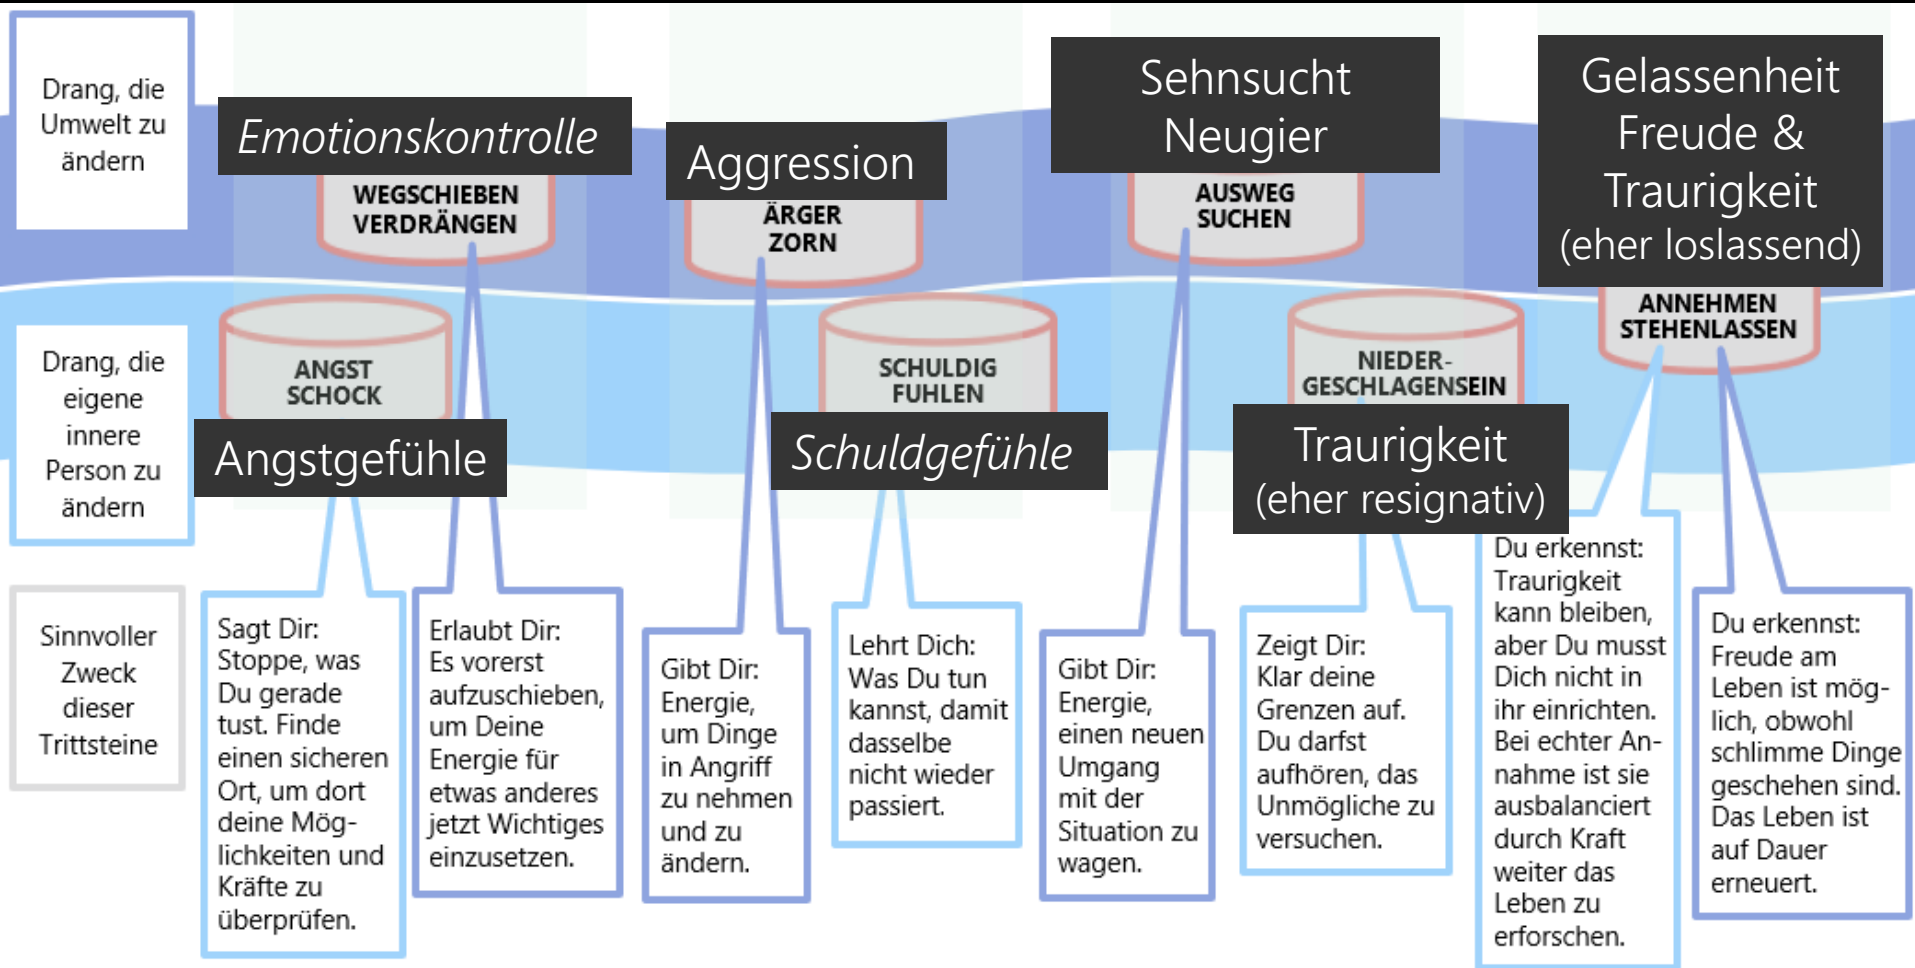 Drang, die
Umwelt zu
ändern
Emotionskontrolle
WEGSCHIEBEN
VERDRÄNGEN
Aggression
ÄRGER
ZORN
Sehnsucht
Neugier
AUSWEG
SUCHEN
Gelassenheit
Freude &
Traurigkeit
(eher loslassend)
ANNEHMEN
STEHENLASSEN
Drang, die
eigene
innere
Person zu
ändern
ANGST
SCHOCK
Angstgefühle
SCHULDIG
FUHLEN
Schuldgefühle
NIEDER-
GESCHLAGENSEIN
Traurigkeit
(eher resignativ)
Sinnvoller
Zweck
dieser
Trittsteine
Sagt Dir:
Stoppe, was
Du gerade
tust. Finde
einen sicheren
Ort, um dort
deine Mög-
lichkeiten und
Kräfte zu
überprüfen.
Erlaubt Dir:
Es vorerst
aufzuschieben,
um Deine
Energie für
etwas anderes
jetzt Wichtiges
einzusetzen.
Gibt Dir:
Energie,
um Dinge
in Angriff
zu nehmen
und zu
ändern.
Lehrt Dich:
Was Du tun
kannst, damit
dasselbe
nicht wieder
passiert.
Gibt Dir:
Energie,
einen neuen
Umgang
mit der
Situation zu
wagen.
Zeigt Dir:
Klar deine
Grenzen auf.
Du darfst
aufhören, das
Unmögliche zu
versuchen.
Du erkennst:
Traurigkeit
kann bleiben,
aber Du musst
Dich nicht in
ihr einrichten.
Bei echter An-
nahme ist sie
ausbalanciert
durch Kraft
weiter das
Leben zu
erforschen.
Du erkennst:
Freude am
Leben ist mög-
lich, obwohl
schlimme Dinge
geschehen sind.
Das Leben ist
auf Dauer
erneuert.